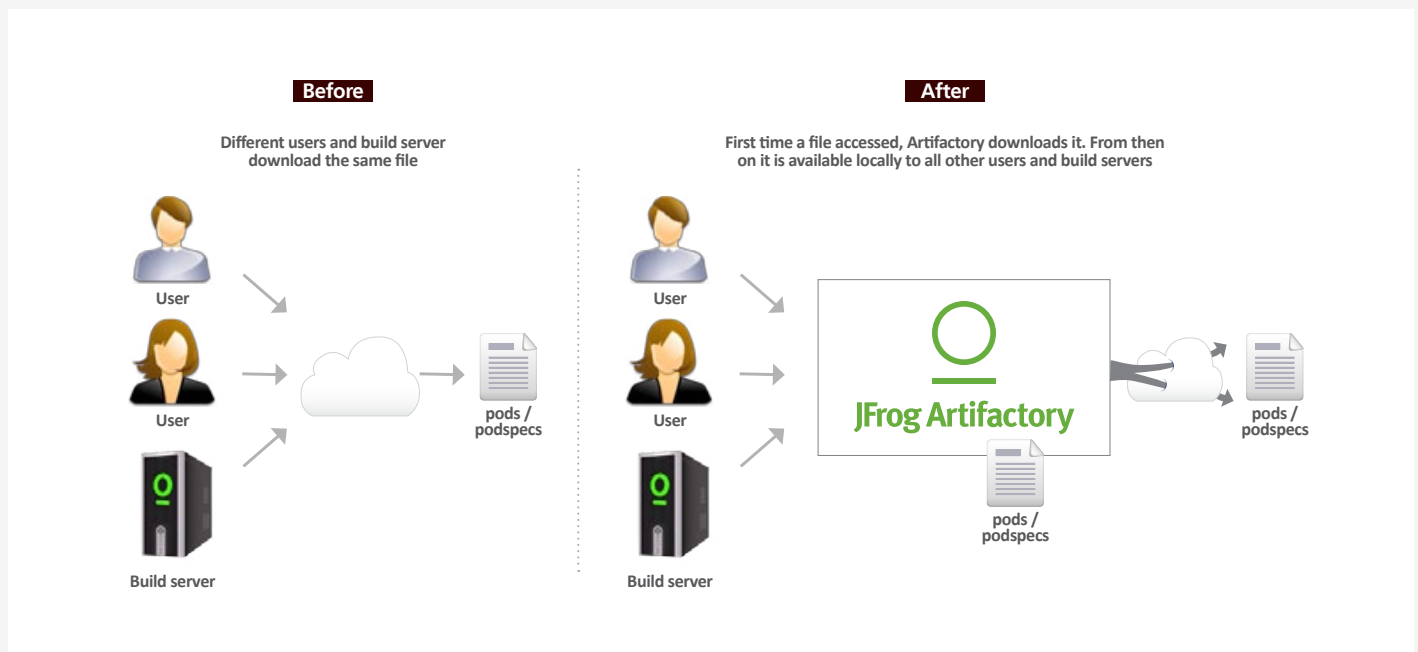 Before
Different users and build server
download the same file
User
User
Build server
pods /
podspecs
After
First time a file accessed, Artifactory downloads it. From then
on it is available locally to all other users and build servers
User
User
Build server
JFrog Artifactory
pods /
podspecs
pods /
podspecs